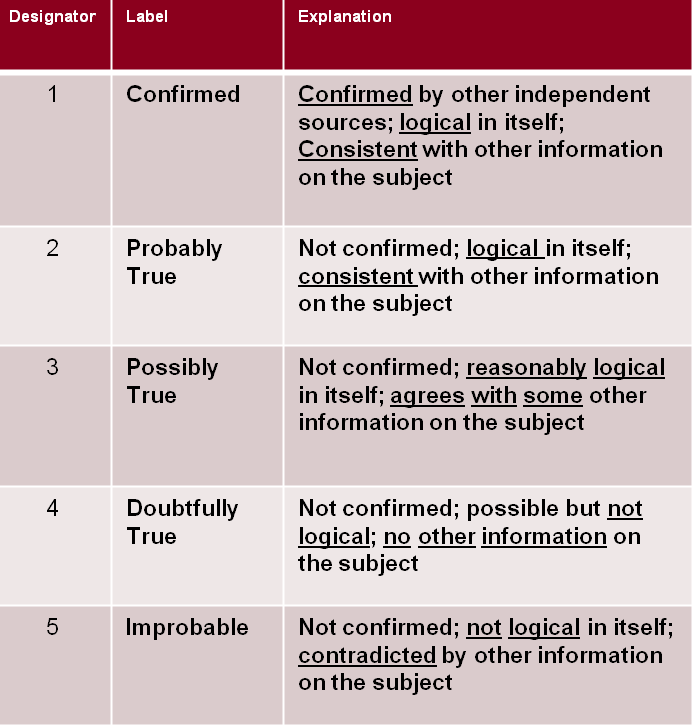 Designator Label Explanation
1 Confirmed Confirmed by other independent
sources; logical in itself;
Consistent with other information
on the subject
2 Probably Not confirmed; logical in itself;
True consistent with other information
on the subject
3 Possibly Not confirmed; reasonably logical
True in itself; agrees with some other
information on the subject
4 Doubtfully Not confirmed; possible but not
True logical; no other information on
the subject
5 Improbable Not confirmed; not logical in itself;
contradicted by other information
on the subject